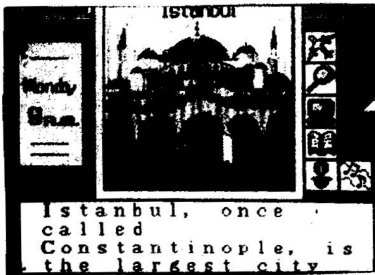 Istanbul
Monday
9a.m.
Istanbul, once
called
Constantinople, is
the largest city